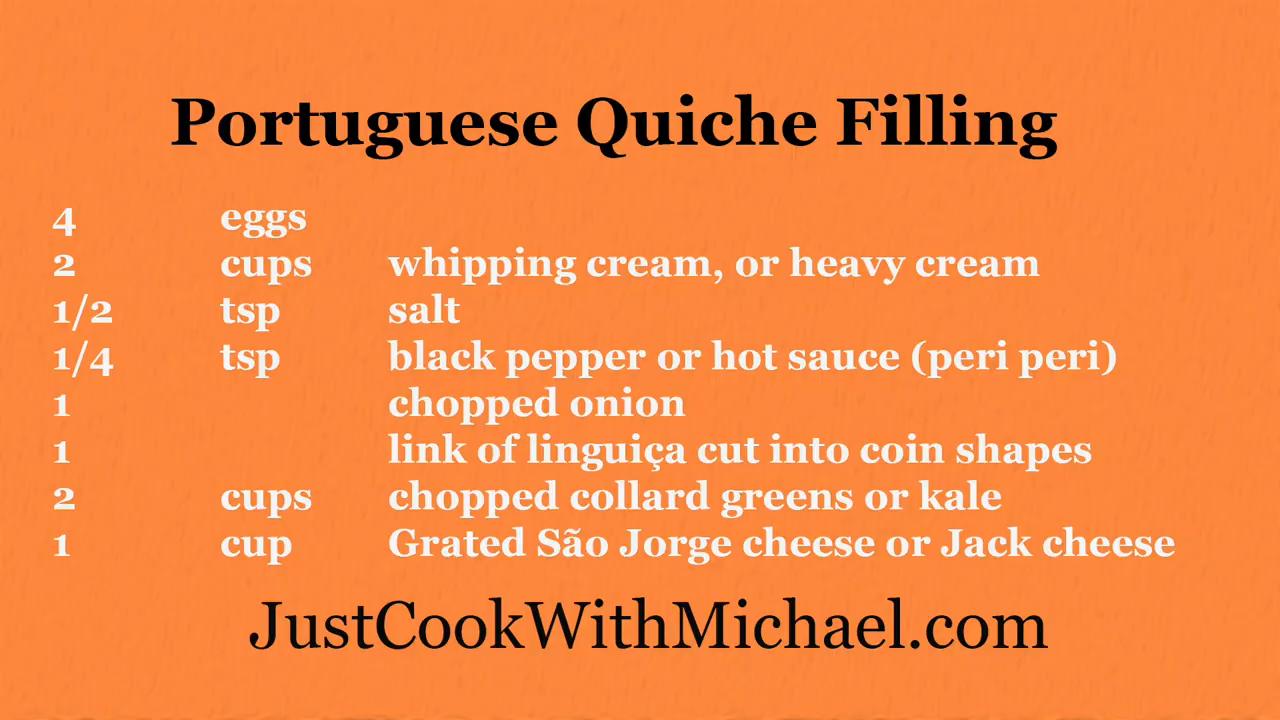 Portuguese Quiche Filling
4 eggs
2 cups whipping cream, or heavy cream
1/2 tsp salt
1/4 tsp black pepper or hot sauce (peri peri)
1 chopped onion
1 link of linguiça cut into coin shapes
2 cups chopped collard greens or kale
1 cup Grated São Jorge cheese or Jack cheese
JustCookWithMichael.com